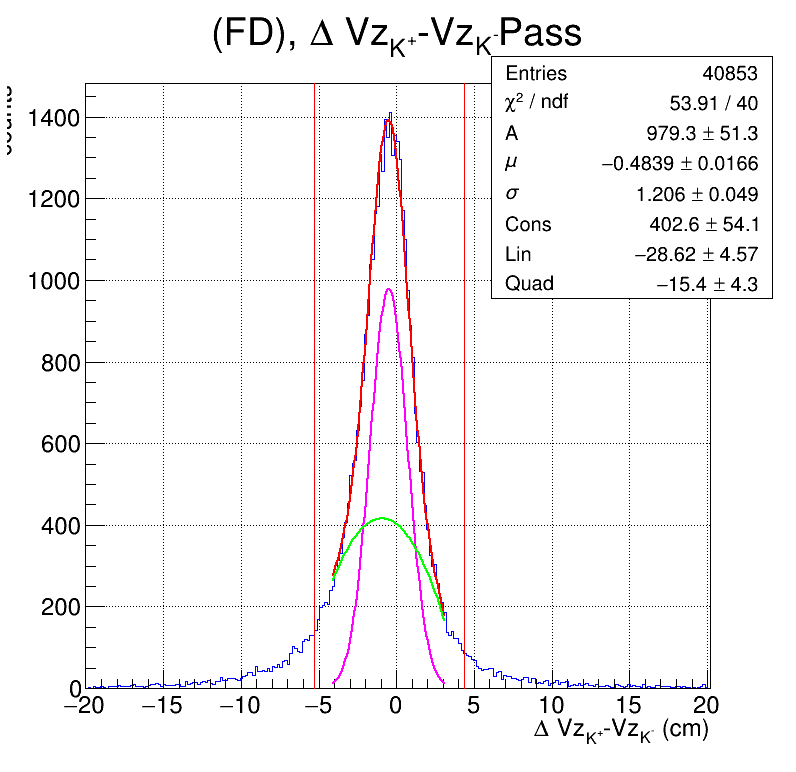 (FD), Δ Vz_K⁺-Vz_K⁻Pass
Entries 40853
χ² / ndf 53.91 / 40
A 979.3 ± 51.3
μ −0.4839 ± 0.0166
σ 1.206 ± 0.049
Cons 402.6 ± 54.1
Lin −28.62 ± 4.57
Quad −15.4 ± 4.3
counts
1400
1200
1000
800
600
400
200
0
−20 −15 −10 −5 0 5 10 15 20
Δ Vz_K⁺-Vz_K⁻ (cm)